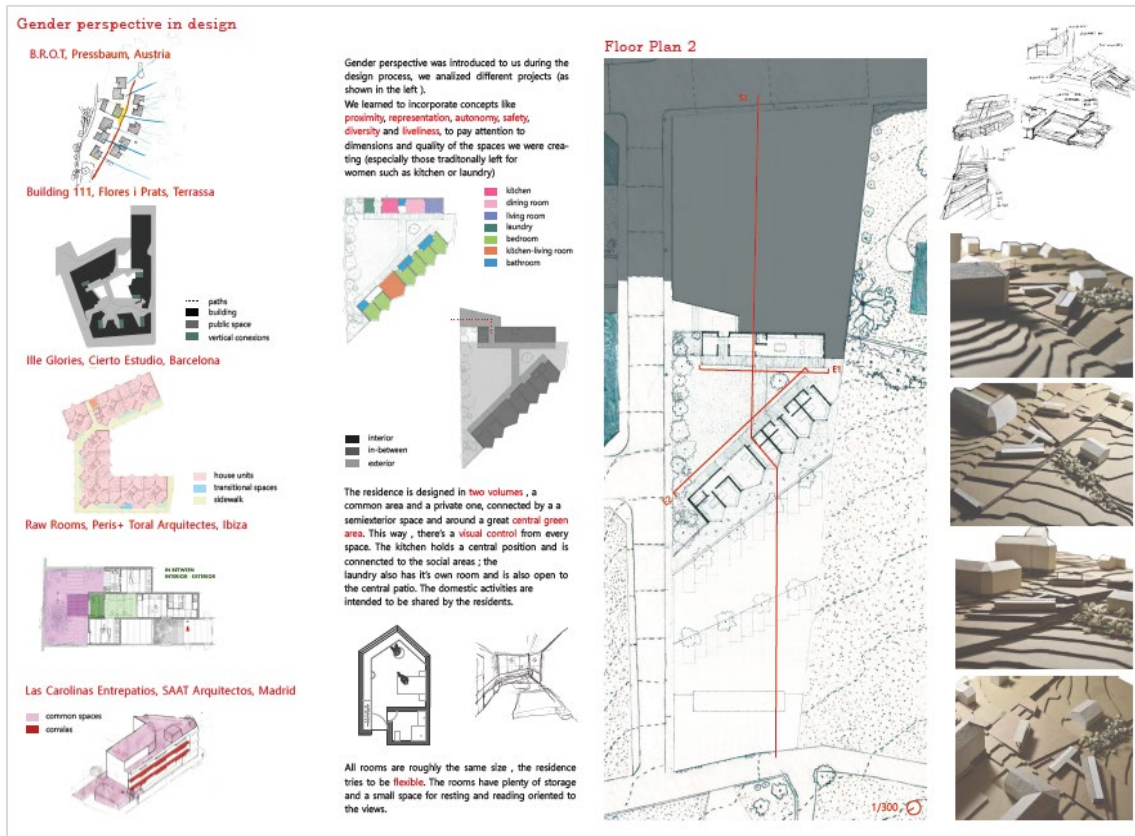 Gender perspective in design
B.R.O.T, Pressbaum, Austria
Building 111, Flores i Prats, Terrassa
paths
building
public space
vertical conexions
Ille Glories, Cierto Estudio, Barcelona
house units
transitional spaces
sidewalk
Raw Rooms, Peris+ Toral Arquitectes, Ibiza
IN BETWEEN
INTERIOR - EXTERIOR
Las Carolinas Entrepatios, SAAT Arquitectos, Madrid
common spaces
corralas
Gender perspective was introduced to us during the
design process, we analized different projects (as
shown in the left ).
We learned to incorporate concepts like
proximity, representation, autonomy, safety,
diversity and liveliness, to pay attention to
dimensions and quality of the spaces we were crea-
ting (especially those traditonally left for
women such as kitchen or laundry)
kitchen
dining room
living room
laundry
bedroom
kitchen-living room
bathroom
interior
in-between
exterior
The residence is designed in two volumes , a
common area and a private one, connected by a a
semiexterior space and around a great central green
area. This way , there's a visual control from every
space. The kitchen holds a central position and is
connencted to the social areas ; the
laundry also has it's own room and is also open to
the central patio. The domestic activities are
intended to be shared by the residents.
All rooms are roughly the same size , the residence
tries to be flexible. The rooms have plenty of storage
and a small space for resting and reading oriented to
the views.
Floor Plan 2
S1
E1
E2
1/300